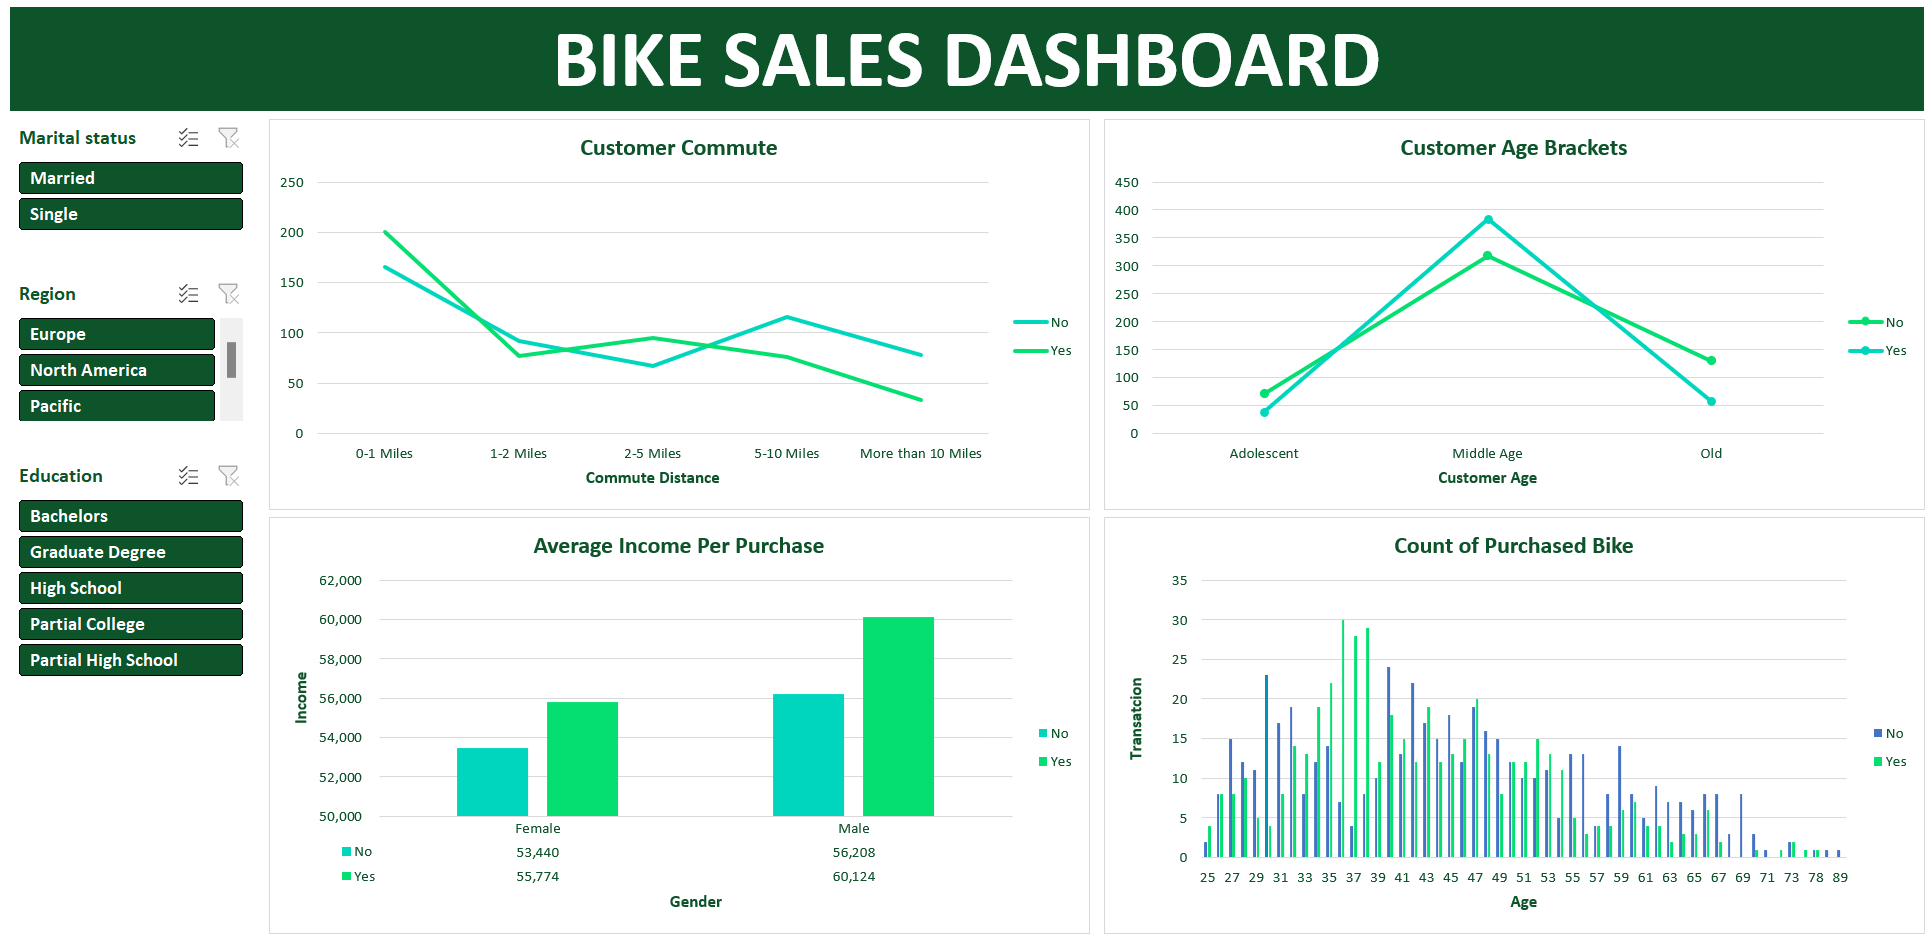 BIKE SALES DASHBOARD
Marital status
Married
Single
Region
Europe
North America
Pacific
Education
Bachelors
Graduate Degree
High School
Partial College
Partial High School
Customer Commute
250
200
150
100
50
0
0-1 Miles 1-2 Miles 2-5 Miles 5-10 Miles More than 10 Miles
Commute Distance
No
Yes
Customer Age Brackets
450
400
350
300
250
200
150
100
50
0
Adolescent Middle Age Old
Customer Age
No
Yes
Average Income Per Purchase
Income
62,000
60,000
58,000
56,000
54,000
52,000
50,000
Female Male
No 53,440 56,208
Yes 55,774 60,124
Gender
No
Yes
Count of Purchased Bike
Transatcion
35
30
25
20
15
10
5
0
25 27 29 31 33 35 37 39 41 43 45 47 49 51 53 55 57 59 61 63 65 67 69 71 73 78 89
Age
No
Yes